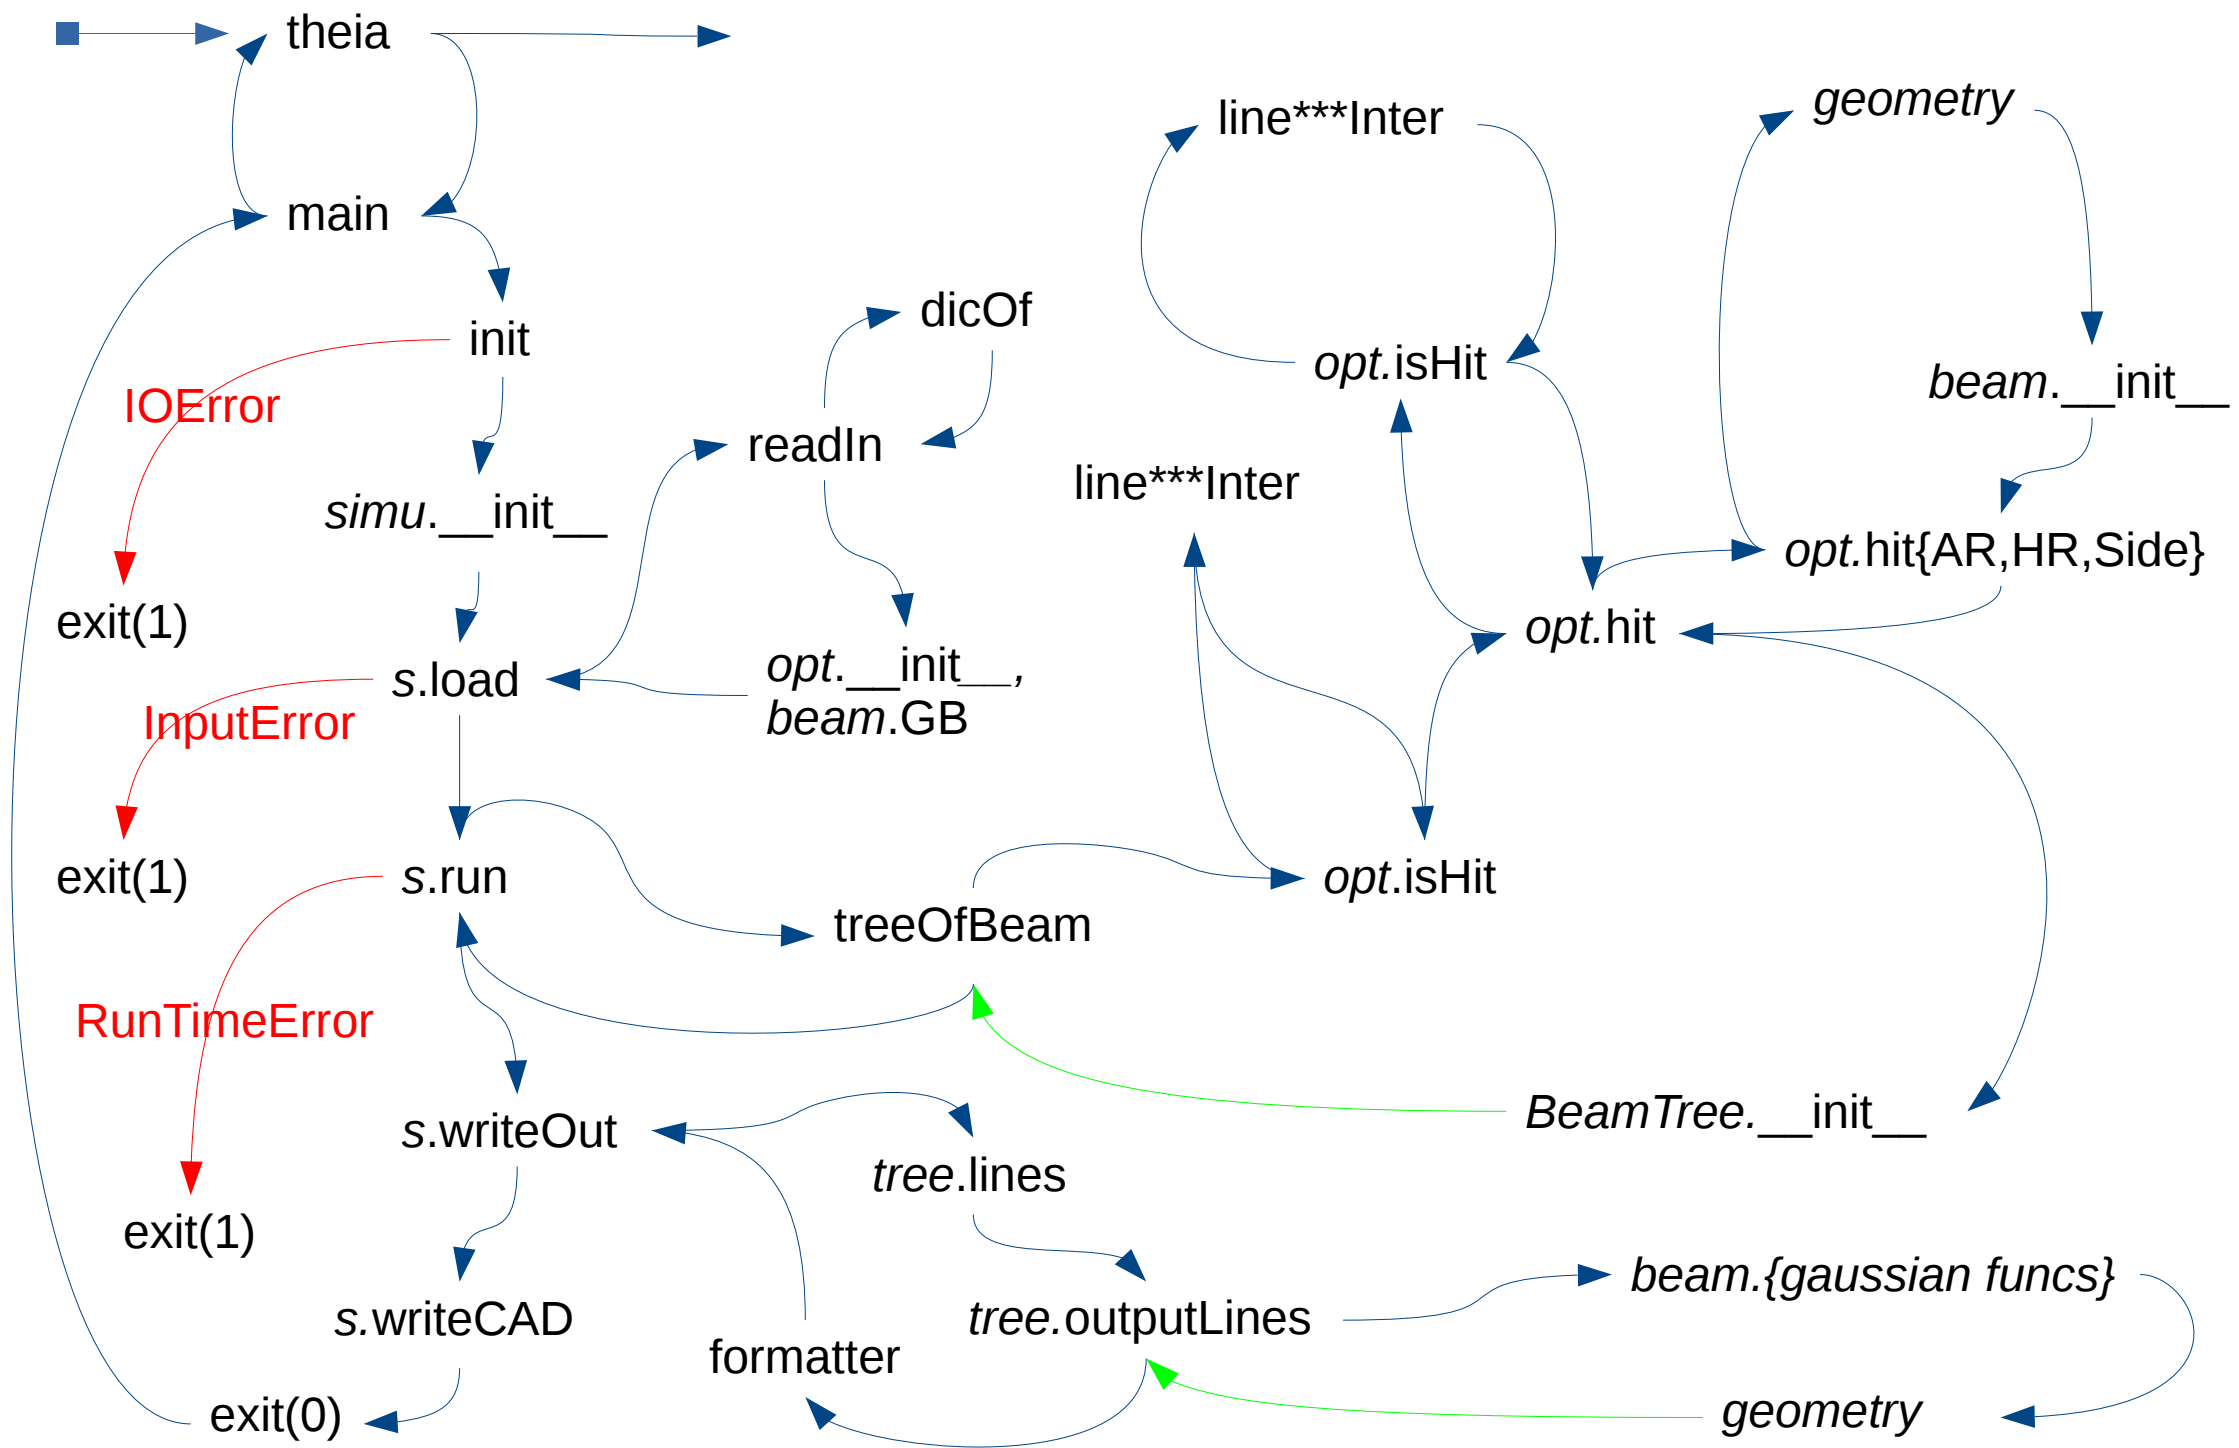 theia
geometry
line***Inter
main
dicOf
init
opt.isHit
beam.__init__
IOError
readIn
line***Inter
simu.__init__
opt.hit{AR,HR,Side}
exit(1)
opt.hit
s.load
opt.__init__,
beam.GB
InputError
exit(1)
s.run
opt.isHit
treeOfBeam
RunTimeError
BeamTree.__init__
s.writeOut
tree.lines
exit(1)
beam.{gaussian funcs}
s.writeCAD
tree.outputLines
formatter
exit(0)
geometry